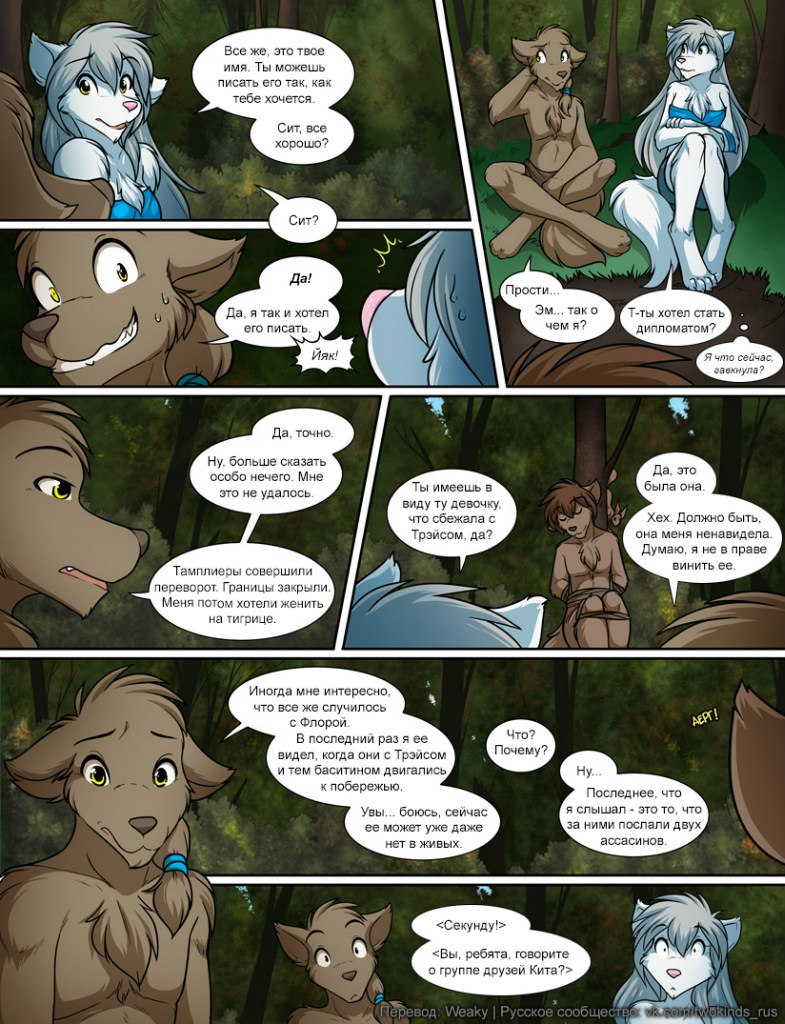 Все же, это твое
имя. Ты можешь
писать его так, как
тебе хочется.
Сит, все
хорошо?
Сит?
Прости...
Эм... так о
чем я?
Т-ты хотел стать
дипломатом?
Я что сейчас,
гавкнула?
Да!
Да, я так и хотел
его писать.
Йяк!
Да, точно.
Ну, больше сказать
особо нечего. Мне
это не удалось.
Тамплиеры совершили
переворот. Границы закрыли.
Меня потом хотели женить
на тигрице.
Ты имеешь в
виду ту девочку,
что сбежала с
Трэйсом, да?
Да, это
была она.
Хех. Должно быть,
она меня ненавидела.
Думаю, я не в праве
винить ее.
Иногда мне интересно,
что все же случилось
с Флорой.
В последний раз я ее
видел, когда они с Трэйсом
и тем баситином двигались
к побережью.
Увы... боюсь, сейчас
ее может уже даже
нет в живых.
Что?
Почему?
Ну...
Последнее, что
я слышал - это то, что
за ними послали двух
ассасинов.
ДЕРГ!
<Секунду!>
<Вы, ребята, говорите
о группе друзей Кита?>
Перевод: Weaky | Русское сообщество: vk.com/twokinds_rus